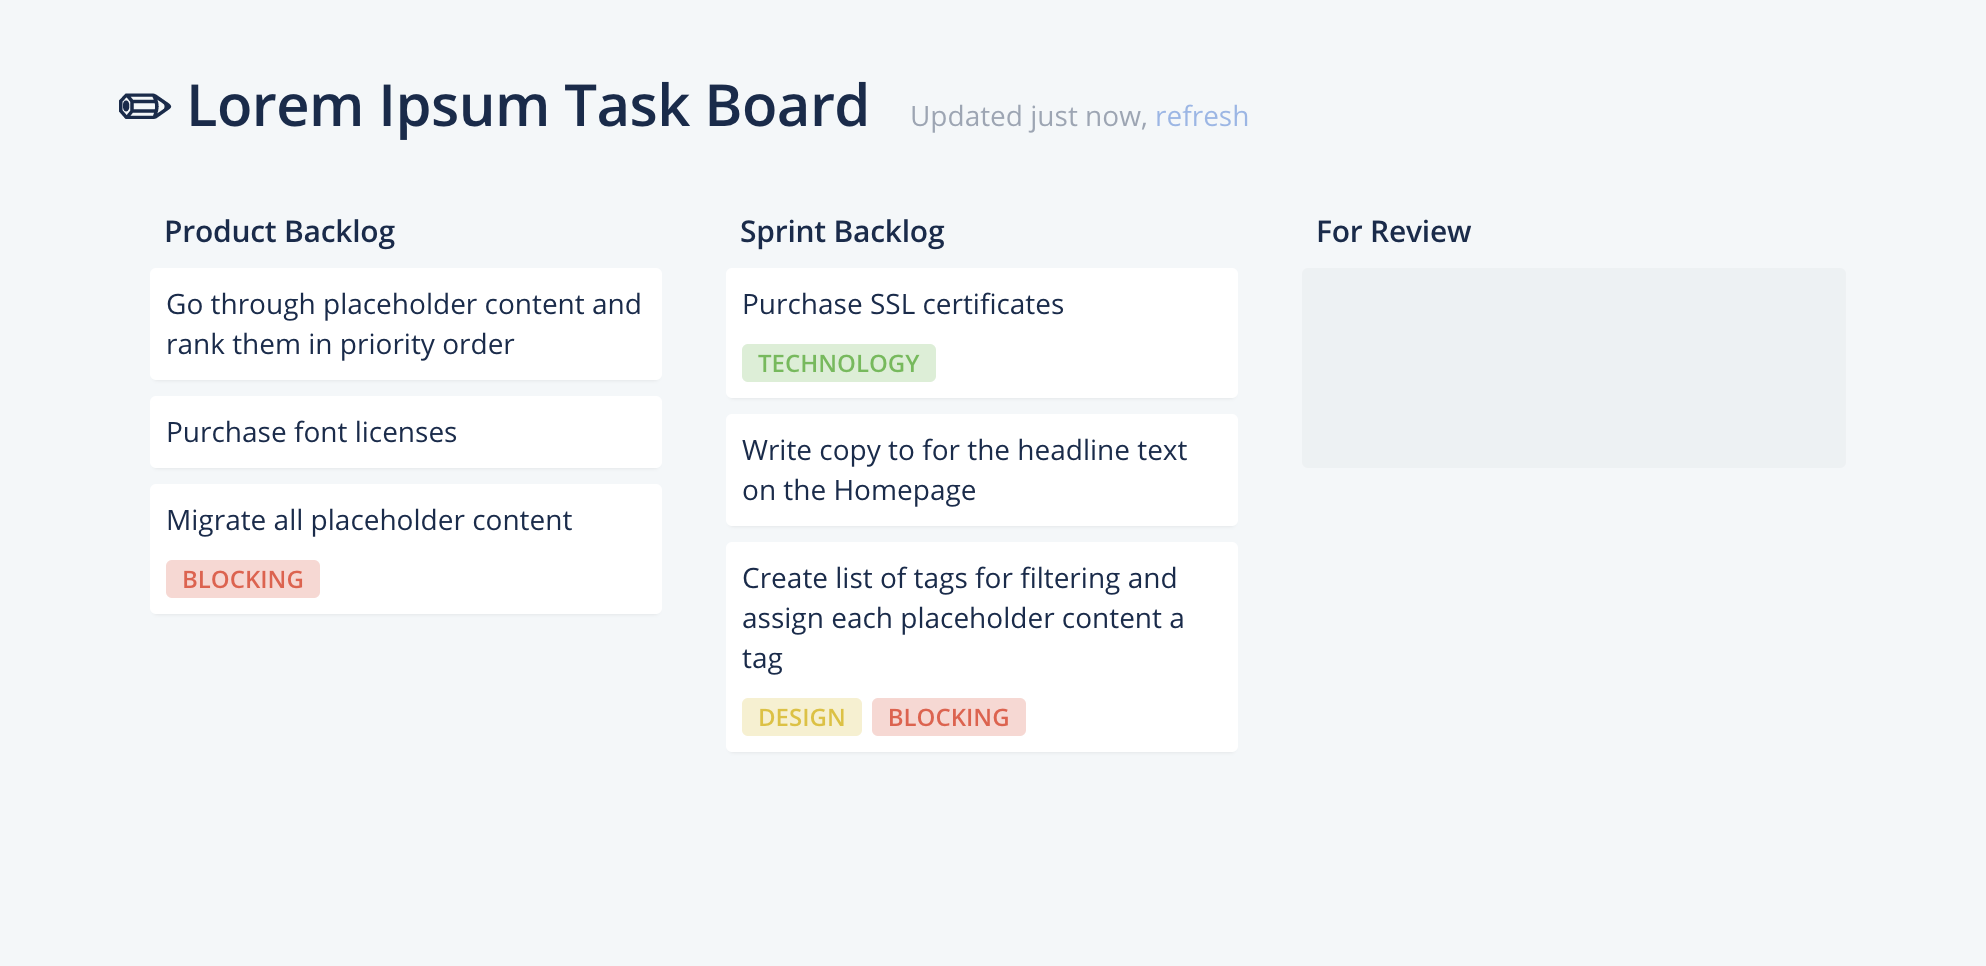 ✏ Lorem Ipsum Task Board Updated just now, refresh
Product Backlog
Go through placeholder content and
rank them in priority order
Purchase font licenses
Migrate all placeholder content
BLOCKING
Sprint Backlog
Purchase SSL certificates
TECHNOLOGY
Write copy to for the headline text
on the Homepage
Create list of tags for filtering and
assign each placeholder content a
tag
DESIGN BLOCKING
For Review